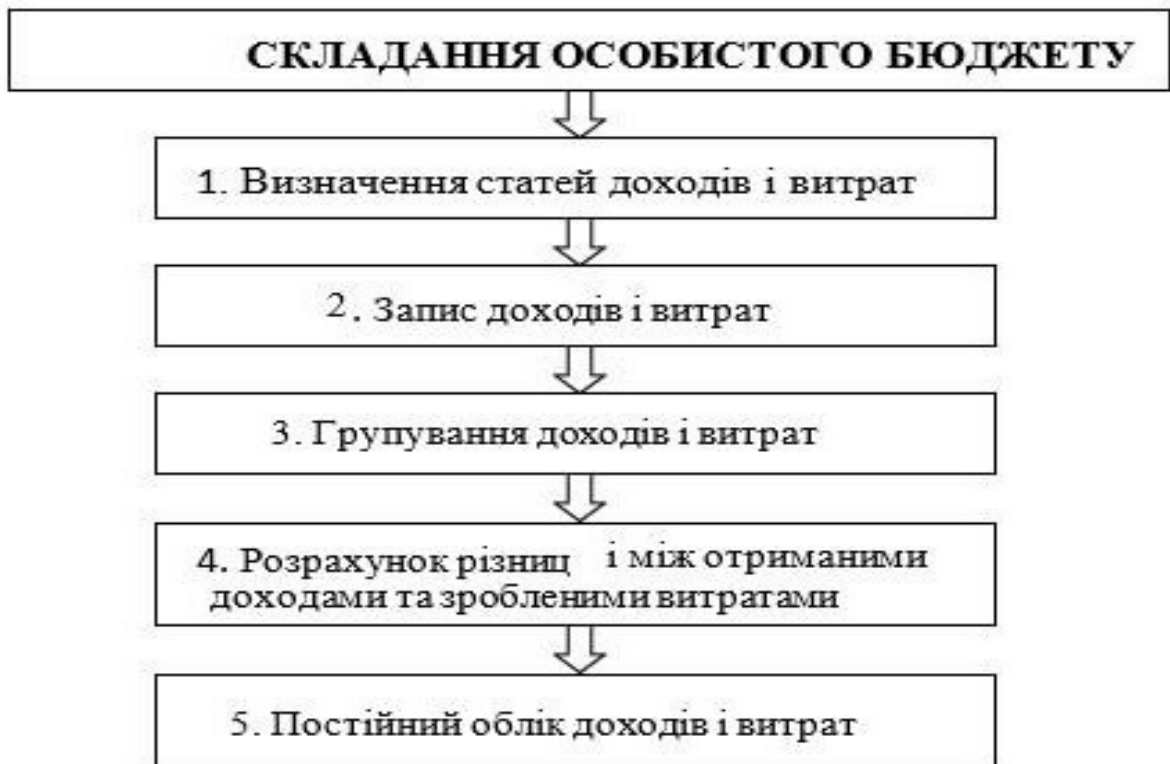 СКЛАДАННЯ ОСОБИСТОГО БЮДЖЕТУ
1. Визначення статей доходів і витрат
2. Запис доходів і витрат
3. Групування доходів і витрат
4. Розрахунок різниц і між отриманими
доходами та зробленими витратами
5. Постійний облік доходів і витрат